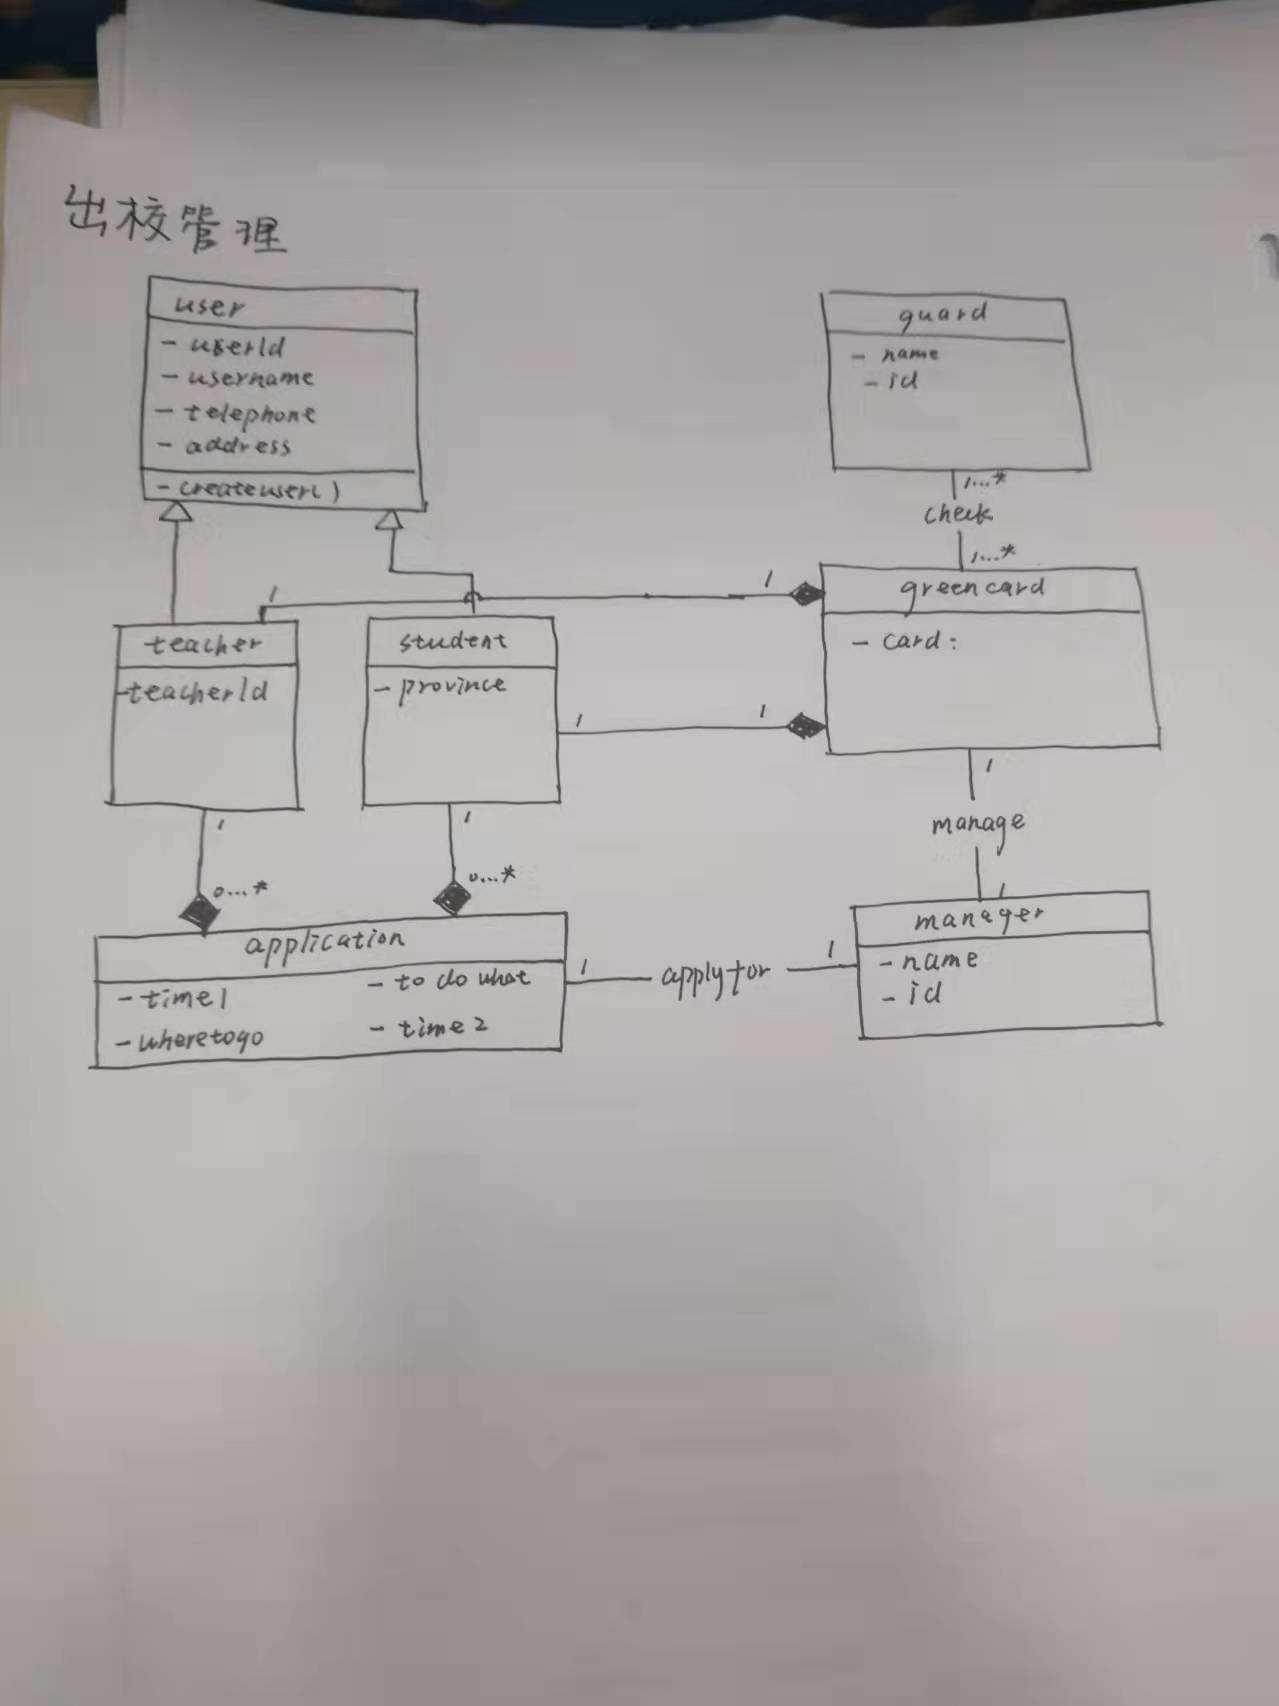 出校管理
user
- userId
- username
- telephone
- address
- createuser()
guard
- name
- id
1...*
check
1...*
greencard
- card:
1
1
teacher
- teacherId
student
- province
1
1
1
manage
1
1
0...*
1
0...*
application
- time1
- to do what
- wheretogo
- time2
1
applyfor
1
manager
- name
- id